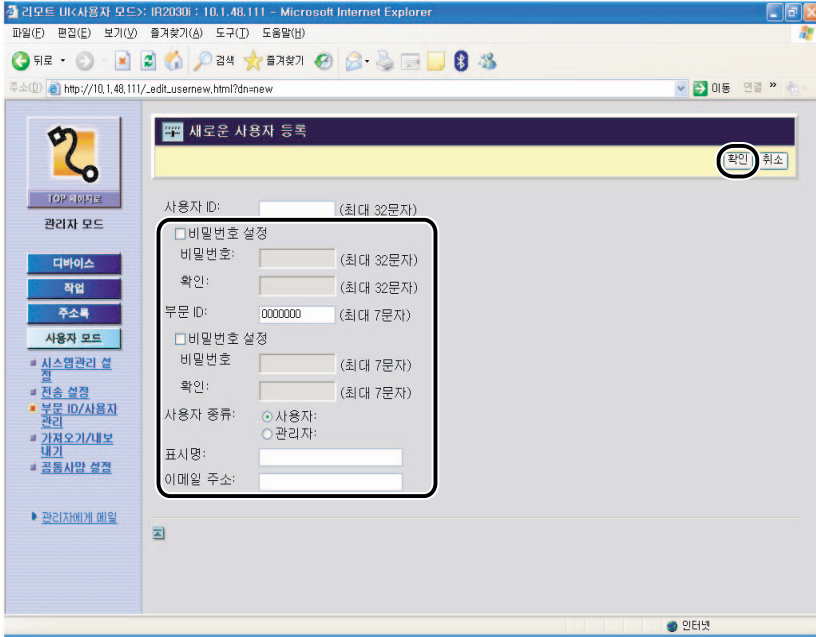 리모트 UI<사용자 모드>: IR2030i : 10.1.48.111 - Microsoft Internet Explorer
파일(F) 편집(E) 보기(V) 즐겨찾기(A) 도구(T) 도움말(H)
뒤로 검색 즐겨찾기
주소(D) http://10.1.48.111/_edit_usernew.html?dn=new 이동 연결 »
새로운 사용자 등록
확인 취소
TOP 페이지로
관리자 모드
디바이스
작업
주소록
사용자 모드
시스템관리 설
정
전송 설정
부문 ID/사용자
관리
가져오기/내보
내기
공통사양 설정
관리자에게 메일
사용자 ID: (최대 32문자)
비밀번호 설정
비밀번호: (최대 32문자)
확인: (최대 32문자)
부문 ID: 0000000 (최대 7문자)
비밀번호 설정
비밀번호 (최대 7문자)
확인: (최대 7문자)
사용자 종류: 사용자:
관리자:
표시명:
이메일 주소:
인터넷